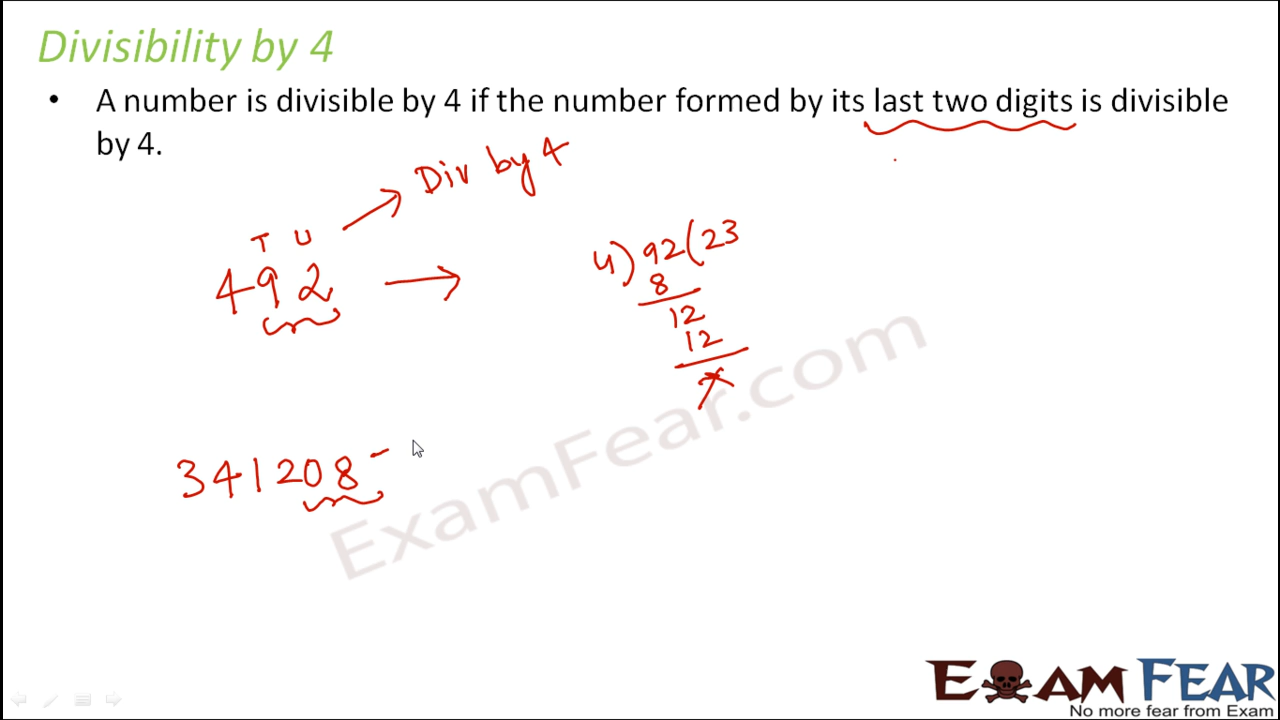 Divisibility by 4
• A number is divisible by 4 if the number formed by its last two digits is divisible
by 4.
Div by 4
T U
492
4) 92 (23
8
12
12
×
341208 -
ExamFear.com
EXAM FEAR
No more fear from Exam